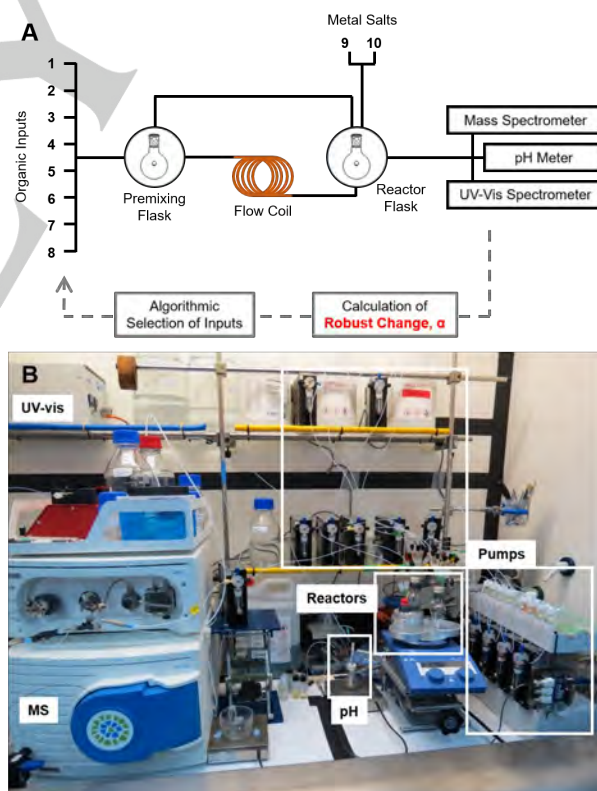 A
Metal Salts
9 10
1
2
3
4
5
6
7
8
Organic Inputs
Premixing
Flask
Flow Coil
Reactor
Flask
Mass Spectrometer
pH Meter
UV-Vis Spectrometer
Algorithmic
Selection of Inputs
Calculation of
Robust Change, α
B
UV-vis
Pumps
Reactors
MS
pH